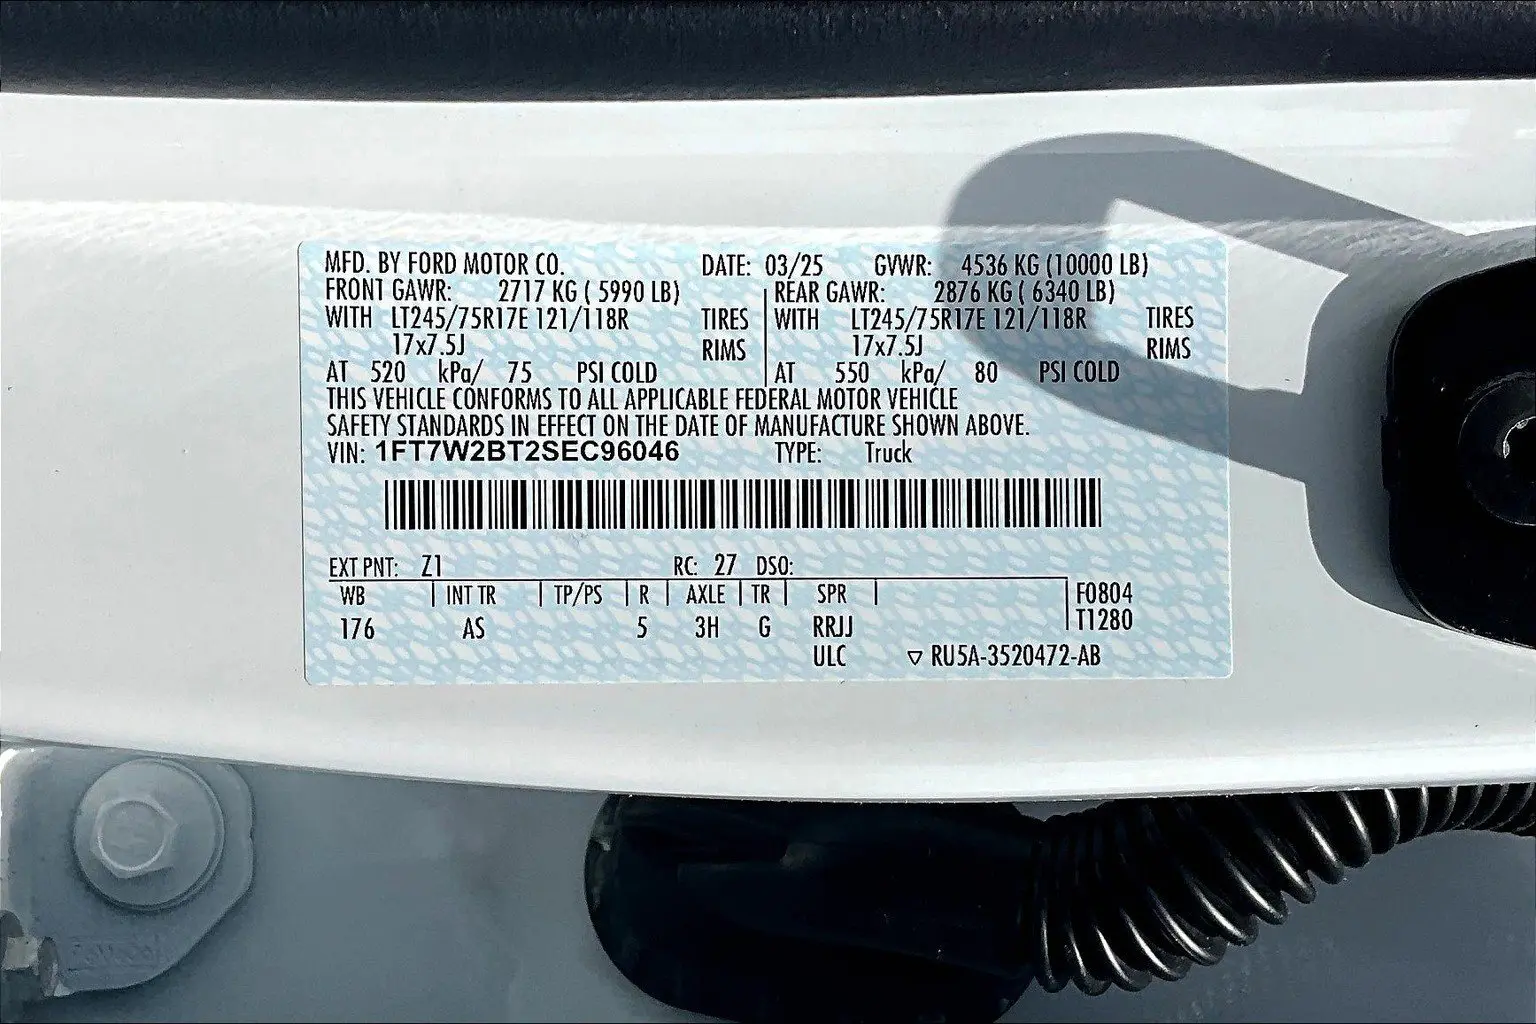 MFD. BY FORD MOTOR CO. DATE: 03/25 GVWR: 4536 KG (10000 LB)
FRONT GAWR: 2717 KG ( 5990 LB) REAR GAWR: 2876 KG ( 6340 LB)
WITH LT245/75R17E 121/118R TIRES WITH LT245/75R17E 121/118R TIRES
17x7.5J RIMS 17x7.5J RIMS
AT 520 kPa/ 75 PSI COLD AT 550 kPa/ 80 PSI COLD
THIS VEHICLE CONFORMS TO ALL APPLICABLE FEDERAL MOTOR VEHICLE
SAFETY STANDARDS IN EFFECT ON THE DATE OF MANUFACTURE SHOWN ABOVE.
VIN: 1FT7W2BT2SEC96046 TYPE: Truck
EXT PNT: Z1 RC: 27 DSO:
WB INT TR TP/PS R AXLE TR SPR F0804
176 AS 5 3H G RRJJ T1280
ULC ▽ RU5A-3520472-AB